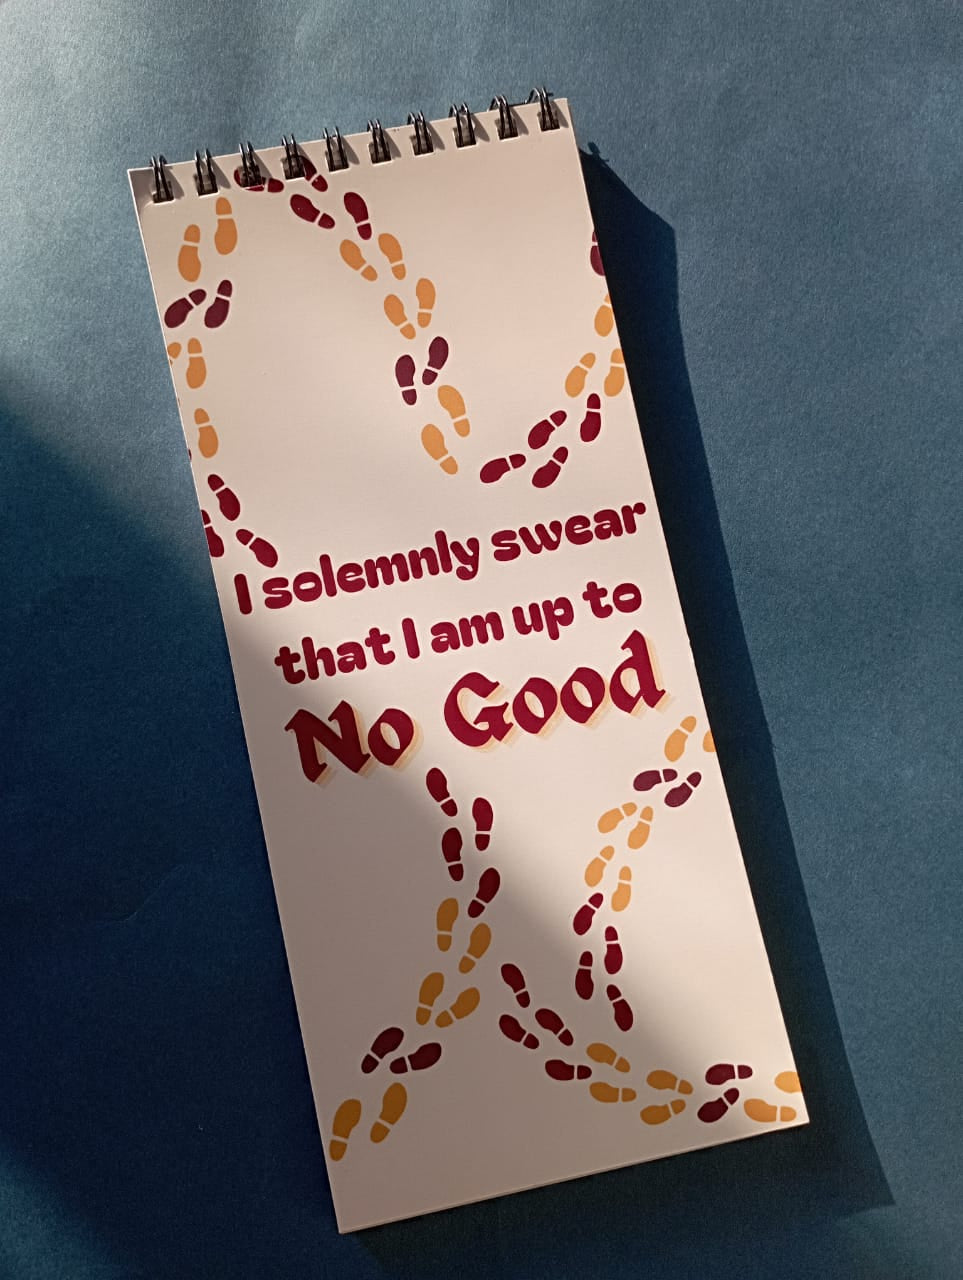 I solemnly swear
that I am up to
No Good